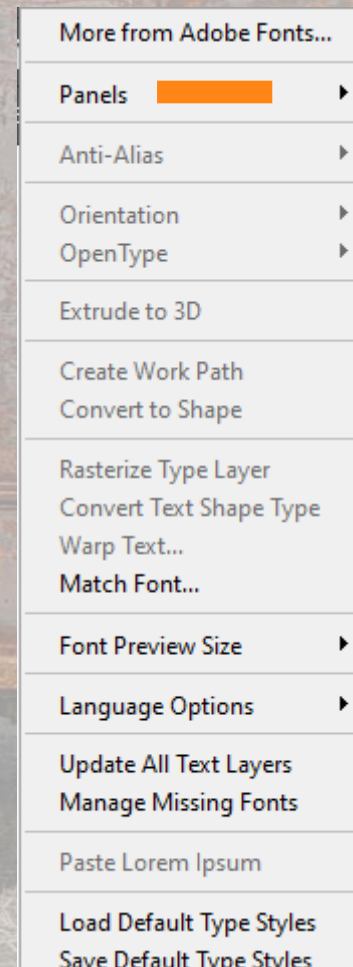 More from Adobe Fonts...
Panels
Anti-Alias
Orientation
OpenType
Extrude to 3D
Create Work Path
Convert to Shape
Rasterize Type Layer
Convert Text Shape Type
Warp Text...
Match Font...
Font Preview Size
Language Options
Update All Text Layers
Manage Missing Fonts
Paste Lorem Ipsum
Load Default Type Styles
Save Default Type Styles